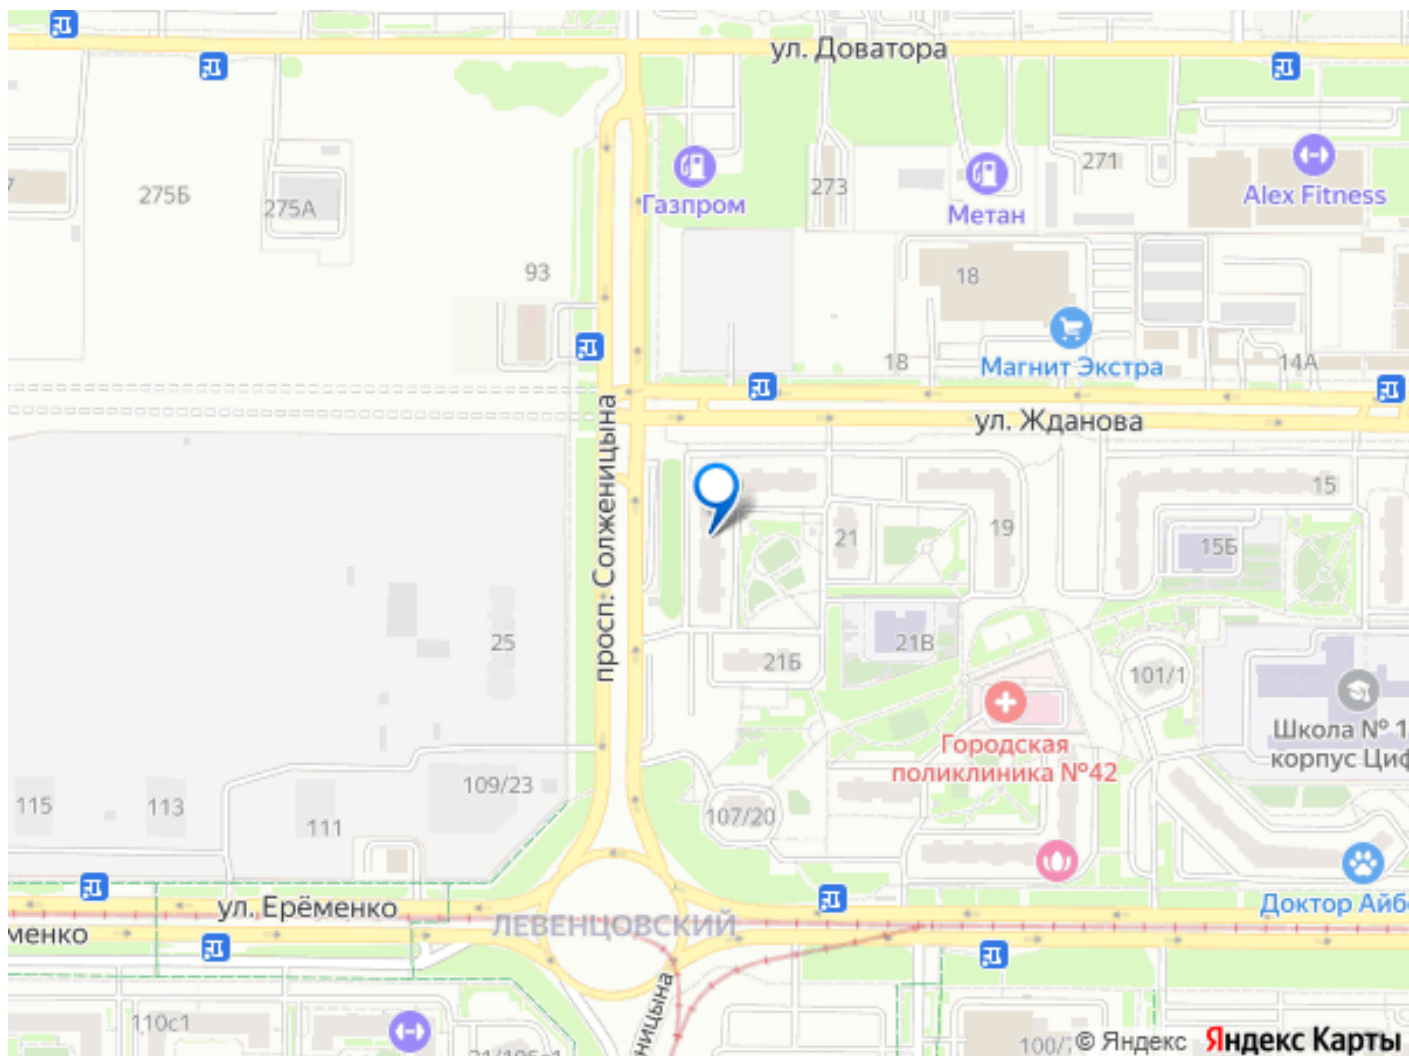 ул. Доватора
275Б
275А
Газпром
273
Метан
271
Alex Fitness
93
18
18
Магнит Экстра
14А
ул. Жданова
просп. Солженицына
15
21
19
15Б
25
21Б
21В
101/1
Школа № 1
корпус Циф
Городская
поликлиника №42
115
113
111
109/23
107/20
ул. Ерёменко
менко
ЛЕВЕНЦОВСКИЙ
Доктор Айб
110с1
ницына
100/
© Яндекс Яндекс Карты